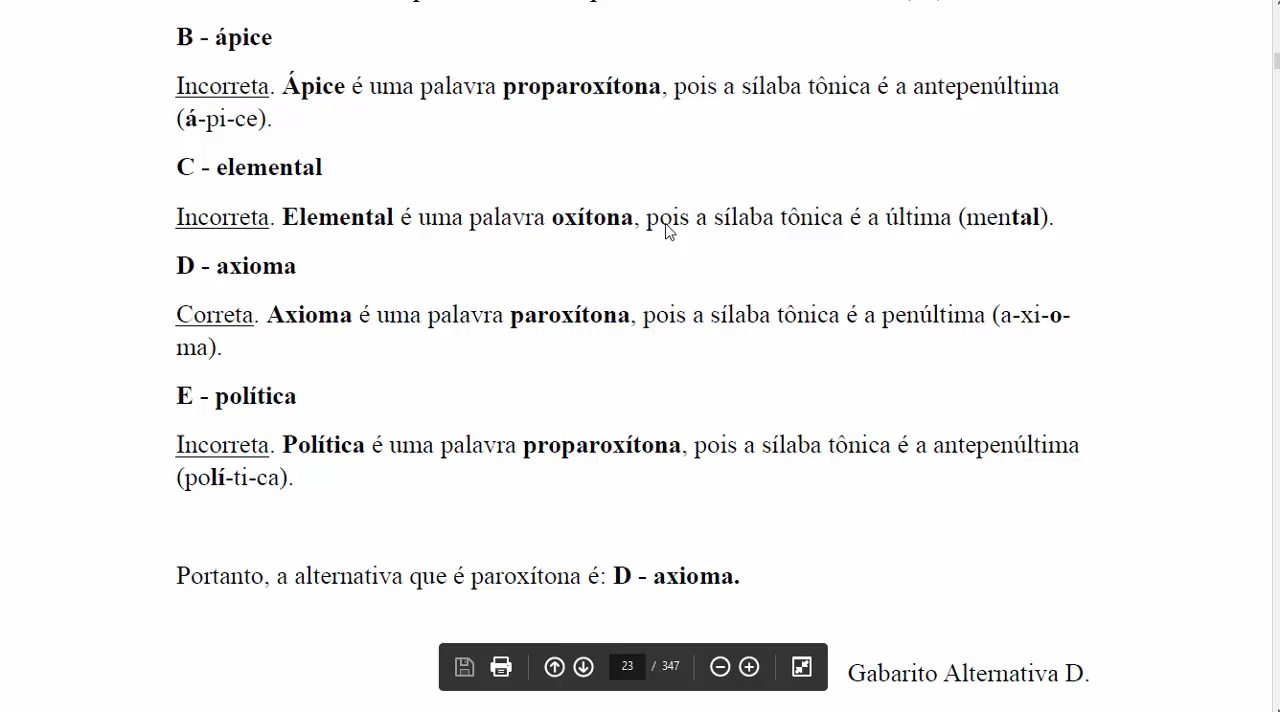 B - ápice
Incorreta. Ápice é uma palavra proparoxítona, pois a sílaba tônica é a antepenúltima
(á-pi-ce).
C - elemental
Incorreta. Elemental é uma palavra oxítona, pois a sílaba tônica é a última (mental).
D - axioma
Correta. Axioma é uma palavra paroxítona, pois a sílaba tônica é a penúltima (a-xi-o-
ma).
E - política
Incorreta. Política é uma palavra proparoxítona, pois a sílaba tônica é a antepenúltima
(polí-ti-ca).
Portanto, a alternativa que é paroxítona é: D - axioma.
23 / 347
Gabarito Alternativa D.